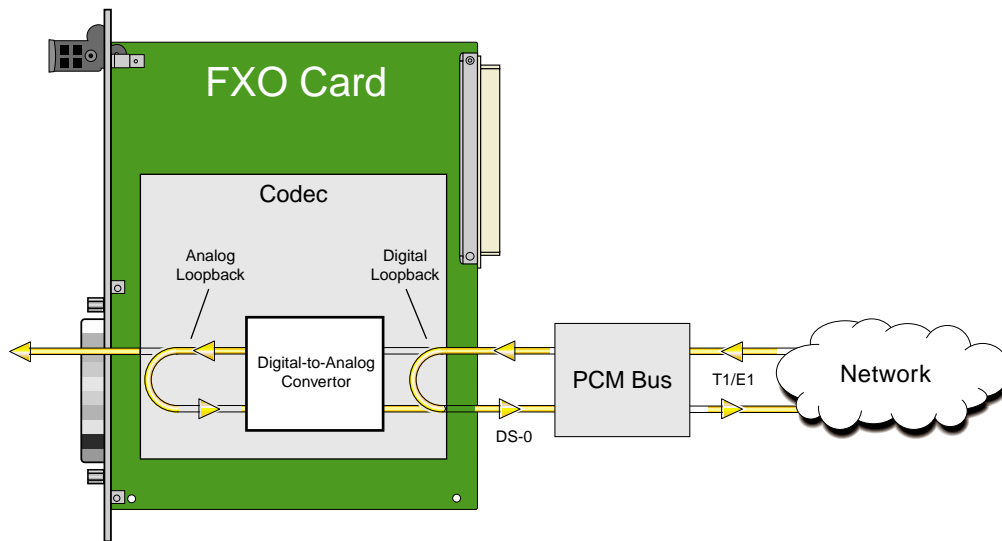 FXO Card
Codec
Analog
Loopback
Digital
Loopback
Digital-to-Analog
Convertor
PCM Bus
T1/E1
Network
DS-0